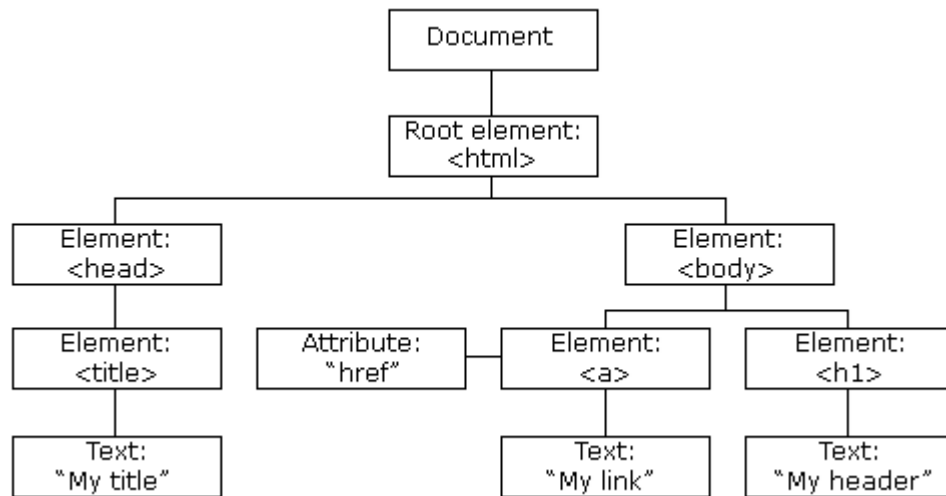 Document
Root element:
<html>
Element:
<head>
Element:
<body>
Element:
<title>
Attribute:
“href”
Element:
<a>
Element:
<h1>
Text:
“My title”
Text:
“My link”
Text:
“My header”